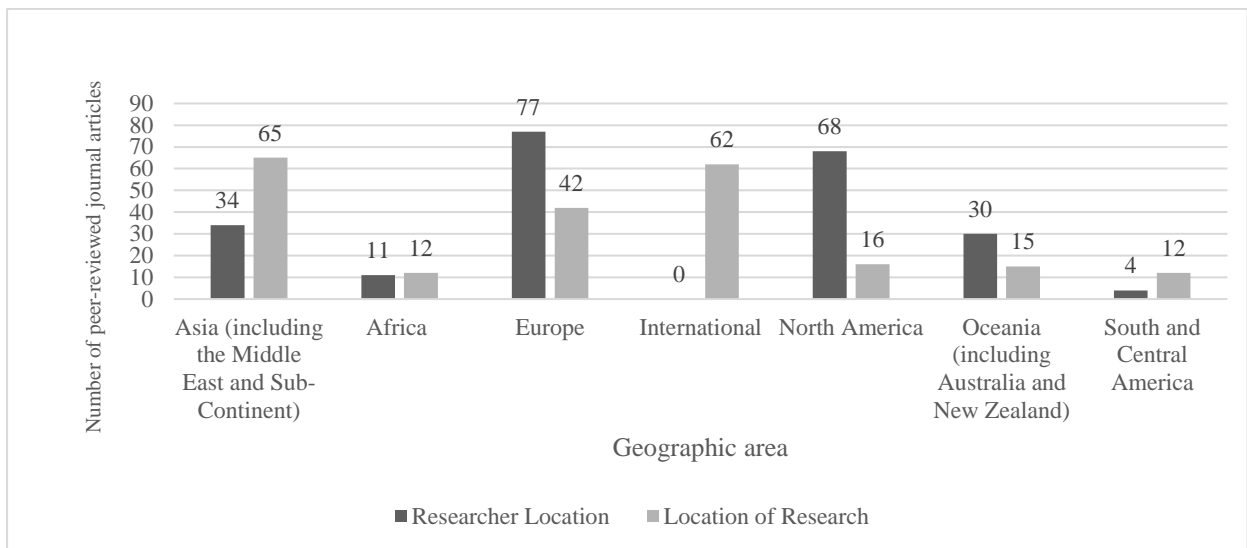 Number of peer-reviewed journal articles
90
80
70
60
50
40
30
20
10
0
34
65
11
12
77
42
0
62
68
16
30
15
4
12
Asia (including
the Middle
East and Sub-
Continent)
Africa
Europe
International
North America
Oceania
(including
Australia and
New Zealand)
South and
Central
America
Geographic area
Researcher Location
Location of Research